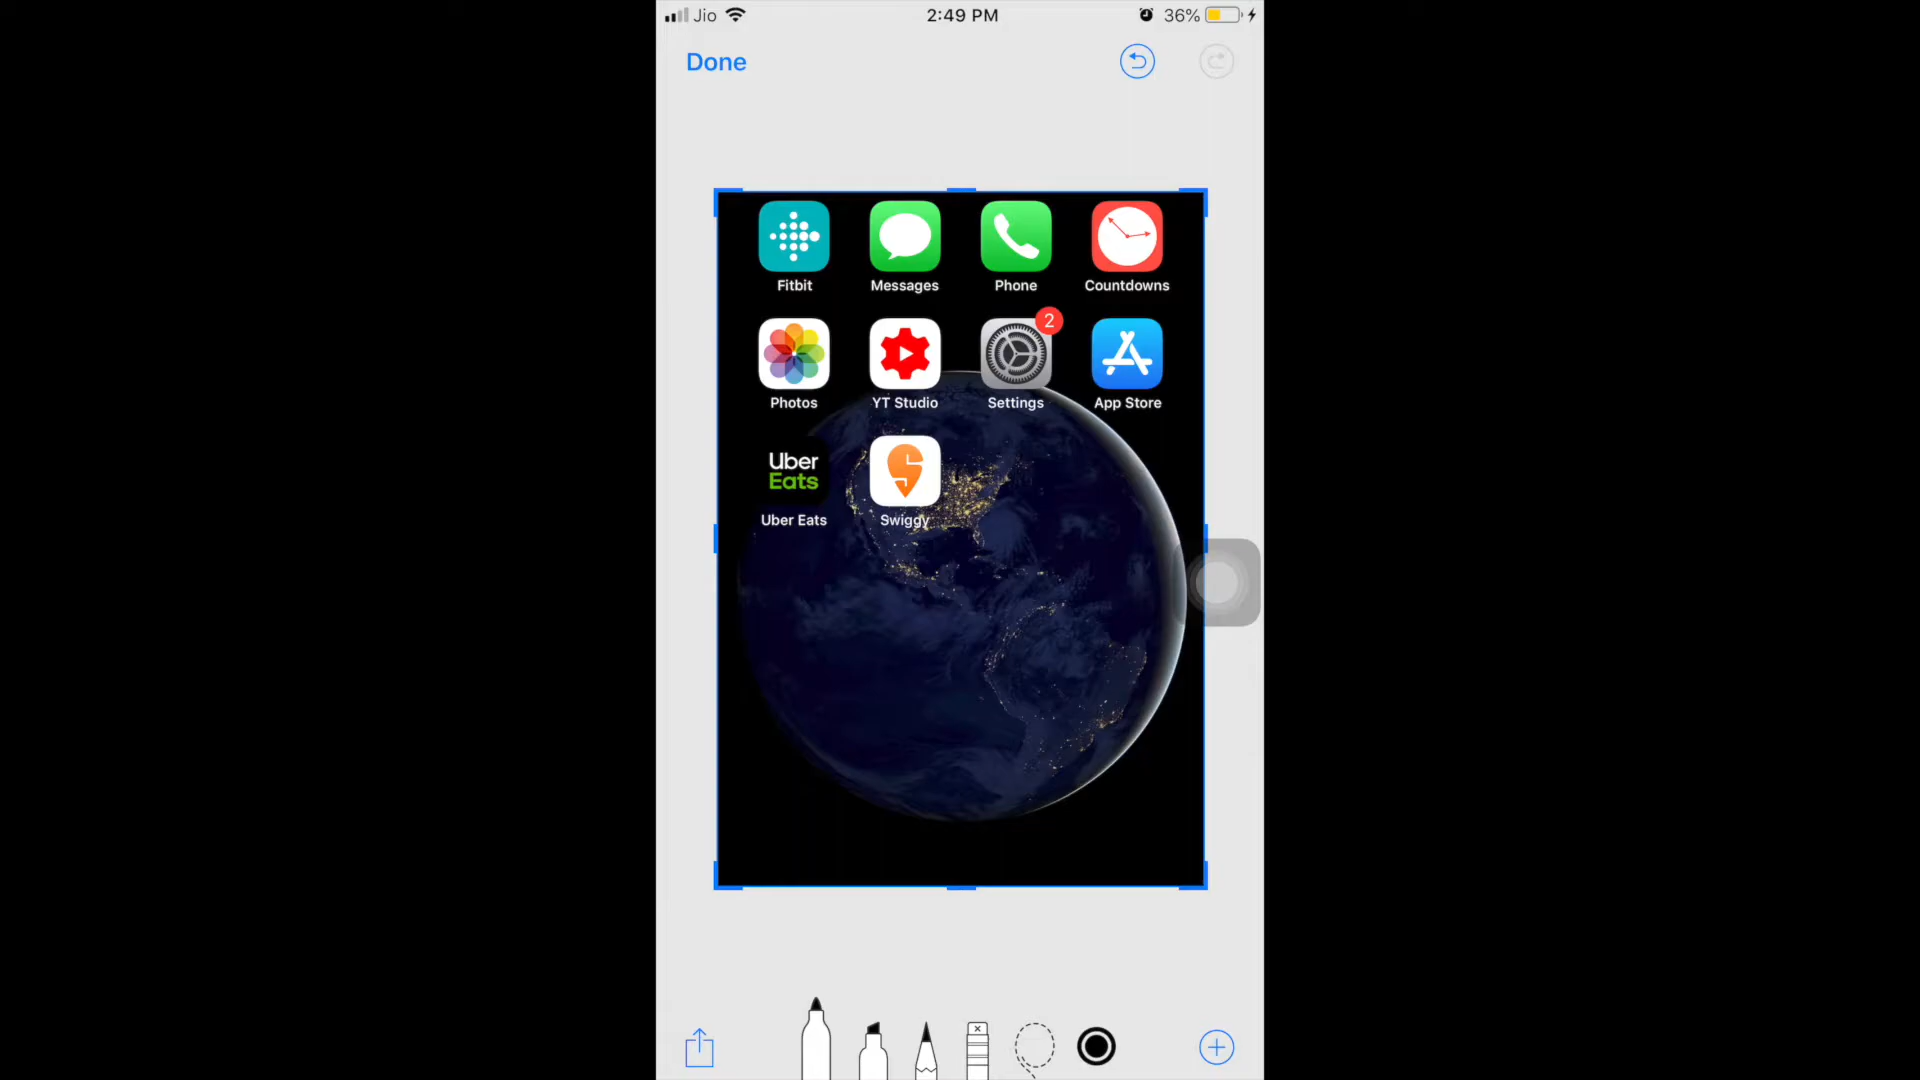 Jio 2:49 PM 36%
Done
Fitbit Messages Phone Countdowns
2
Photos YT Studio Settings App Store
Uber
Eats
Uber Eats Swiggy